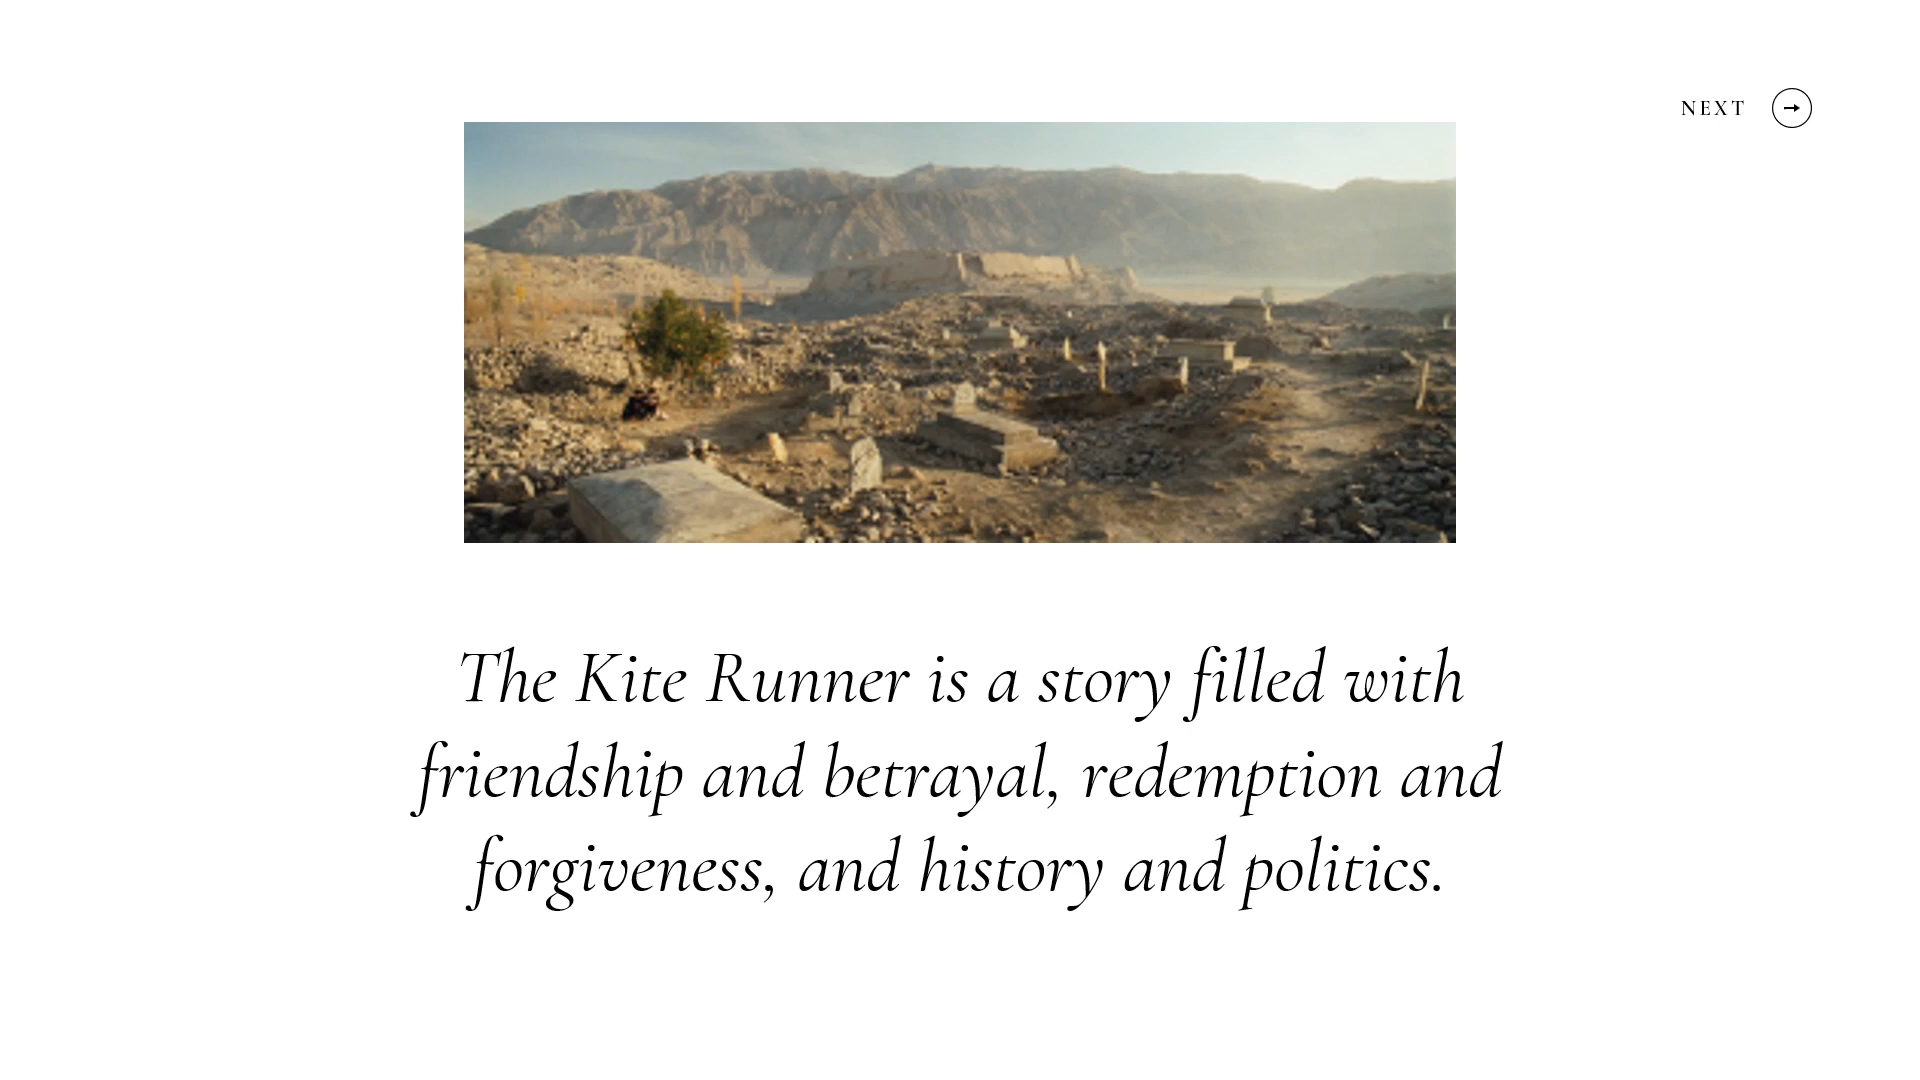 NEXT
The Kite Runner is a story filled with
friendship and betrayal, redemption and
forgiveness, and history and politics.